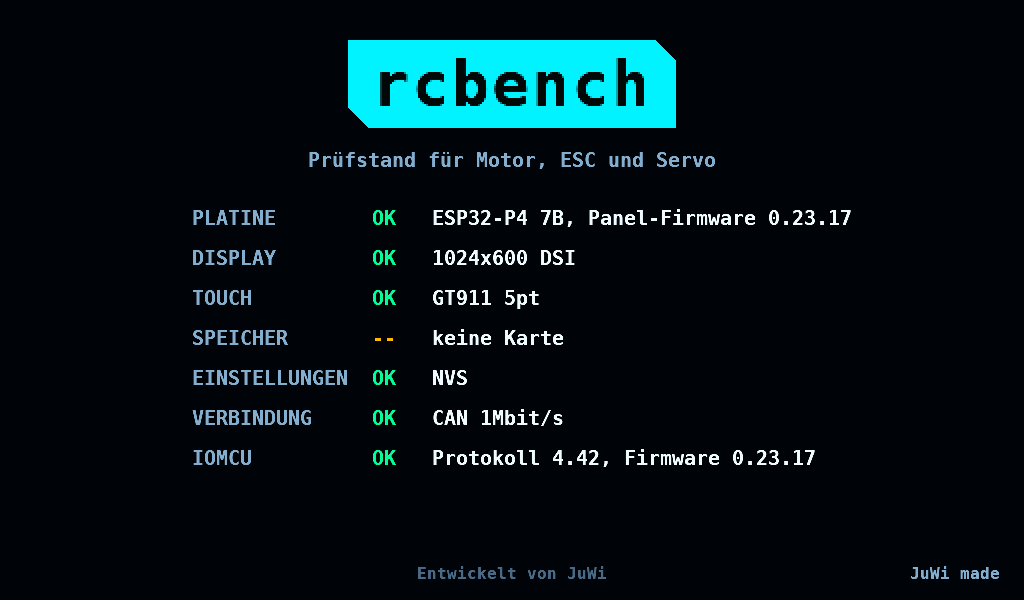 rcbench
Prüfstand für Motor, ESC und Servo
PLATINE OK ESP32-P4 7B, Panel-Firmware 0.23.17
DISPLAY OK 1024x600 DSI
TOUCH OK GT911 5pt
SPEICHER -- keine Karte
EINSTELLUNGEN OK NVS
VERBINDUNG OK CAN 1Mbit/s
IOMCU OK Protokoll 4.42, Firmware 0.23.17
Entwickelt von JuWi
JuWi made